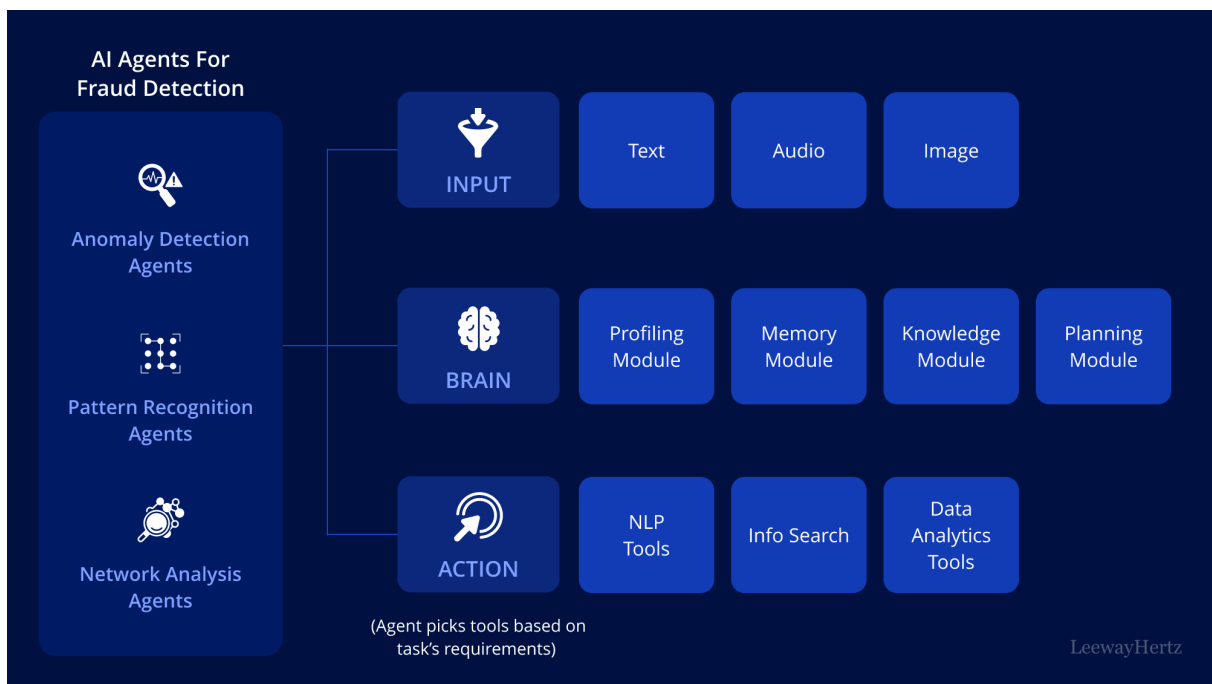 AI Agents For
Fraud Detection
Anomaly Detection
Agents
Pattern Recognition
Agents
Network Analysis
Agents
INPUT
Text
Audio
Image
BRAIN
Profiling
Module
Memory
Module
Knowledge
Module
Planning
Module
ACTION
NLP
Tools
Info Search
Data
Analytics
Tools
(Agent picks tools based on
task’s requirements)
LeewayHertz